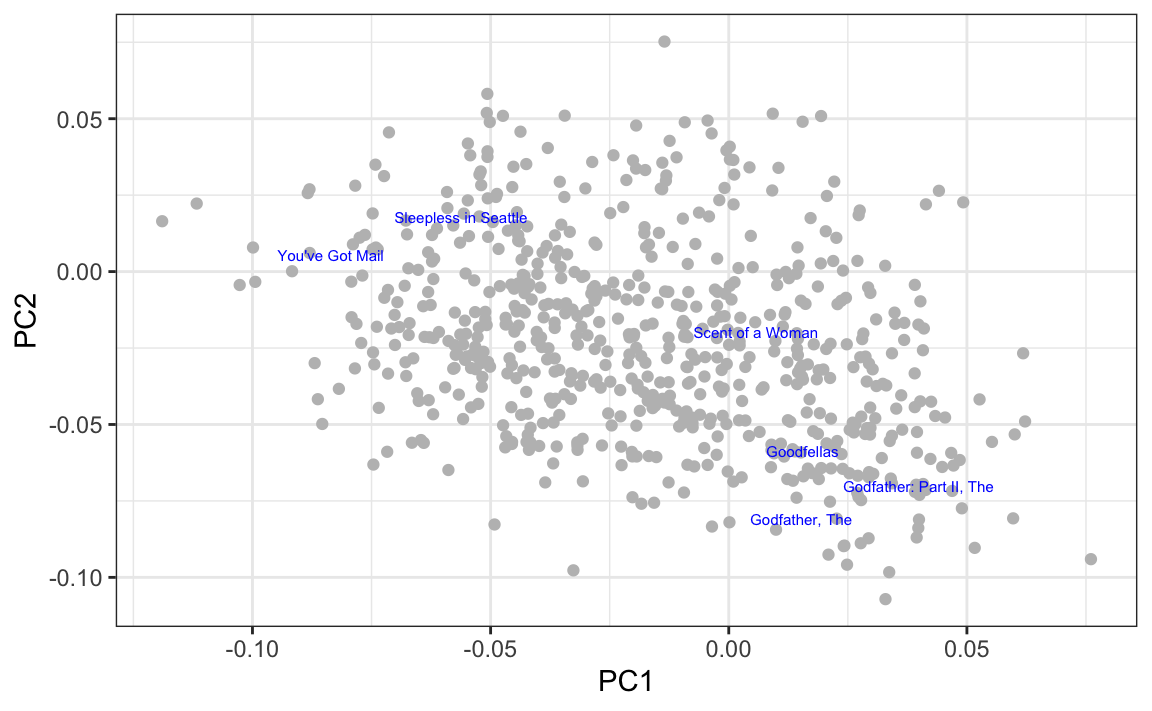 0.05
0.00
-0.05
-0.10
PC2
Sleepless in Seattle
You've Got Mail
Scent of a Woman
Goodfellas
Godfather: Part II, The
Godfather, The
-0.10
-0.05
0.00
0.05
PC1